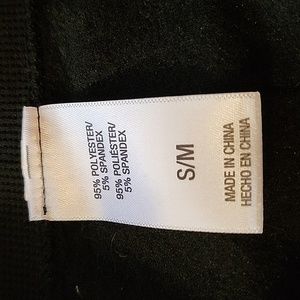 95% POLYESTER/
5% SPANDEX
95% POLIÉSTER/
5% SPANDEX
S/M
MADE IN CHINA
HECHO EN CHINA